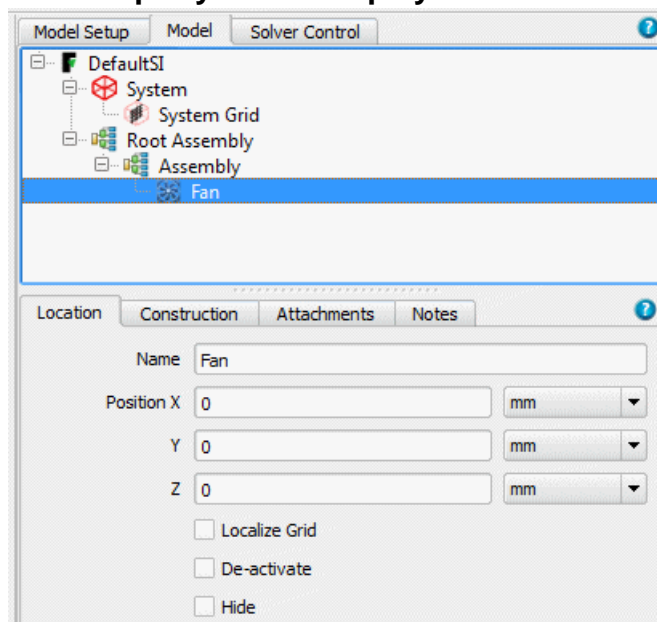 Model Setup Model Solver Control ?
DefaultSI
System
System Grid
Root Assembly
Assembly
Fan
Location Construction Attachments Notes ?
Name Fan
Position X 0 mm
Y 0 mm
Z 0 mm
Localize Grid
De-activate
Hide